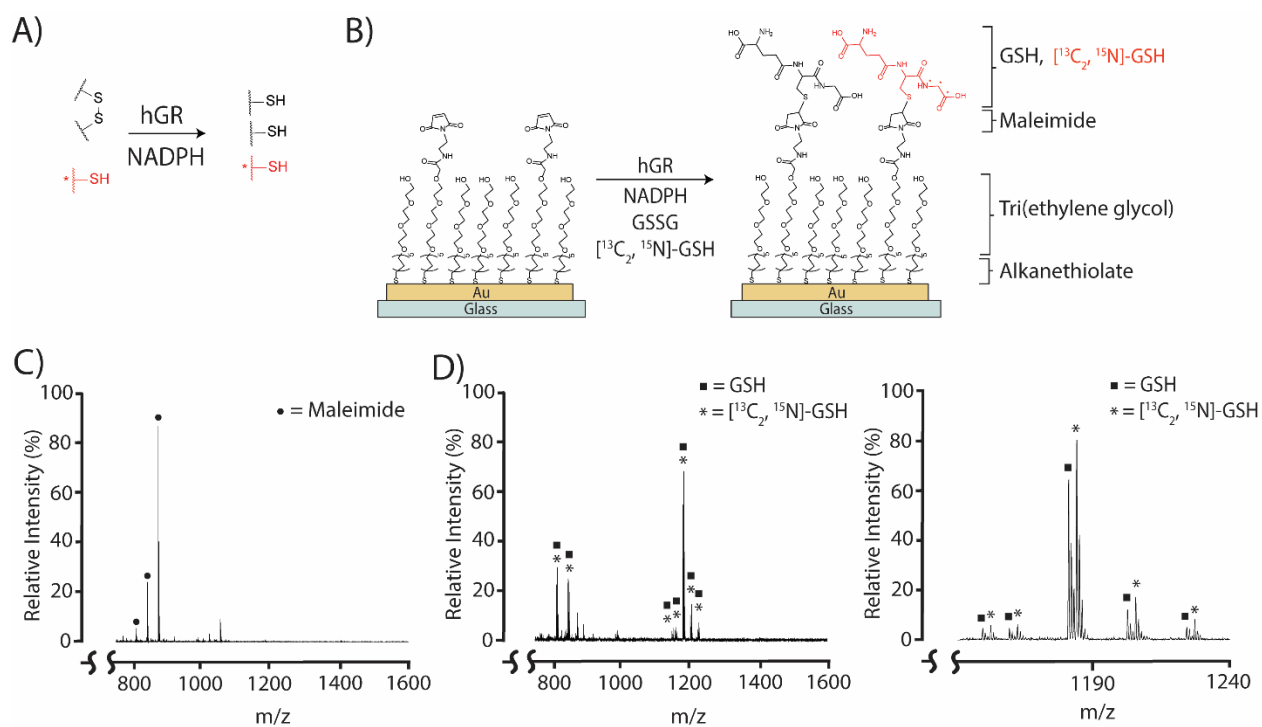 A)
S
S
hGR
NADPH
*
SH
SH
SH
*
SH
B)
hGR
NADPH
GSSG
[¹³C₂, ¹⁵N]-GSH
Au
Glass
Au
Glass
GSH, [¹³C₂, ¹⁵N]-GSH
Maleimide
Tri(ethylene glycol)
Alkanethiolate
C)
● = Maleimide
Relative Intensity (%)
100
80
60
40
20
0
800 1000 1200 1400 1600
m/z
D)
■ = GSH
* = [¹³C₂, ¹⁵N]-GSH
Relative Intensity (%)
100
80
60
40
20
0
800 1000 1200 1400 1600
m/z
■ = GSH
* = [¹³C₂, ¹⁵N]-GSH
Relative Intensity (%)
100
80
60
40
20
0
1190 1240
m/z